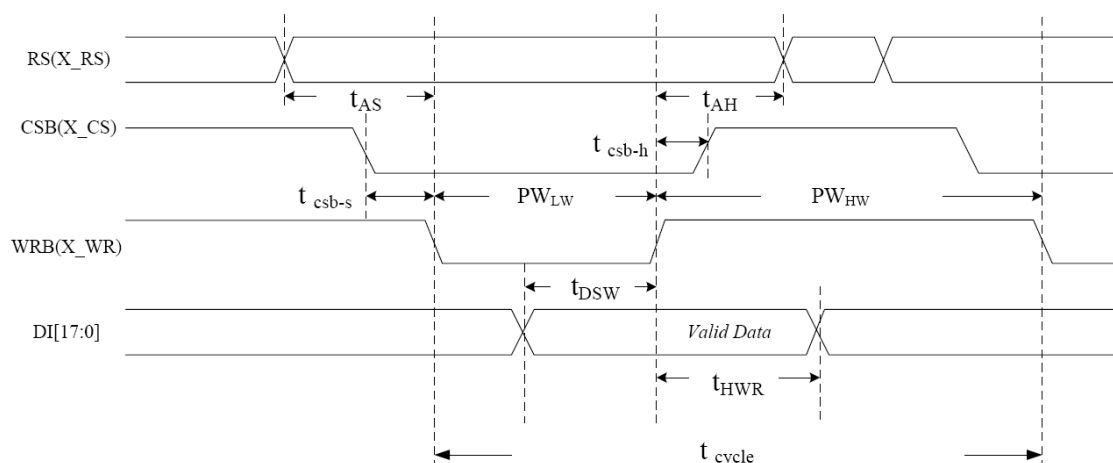 RS(X_RS)
tAS
tAH
CSB(X_CS)
t csb-h
t csb-s
PWLW
PWHW
WRB(X_WR)
tDSW
DI[17:0]
Valid Data
tHWR
t cycle